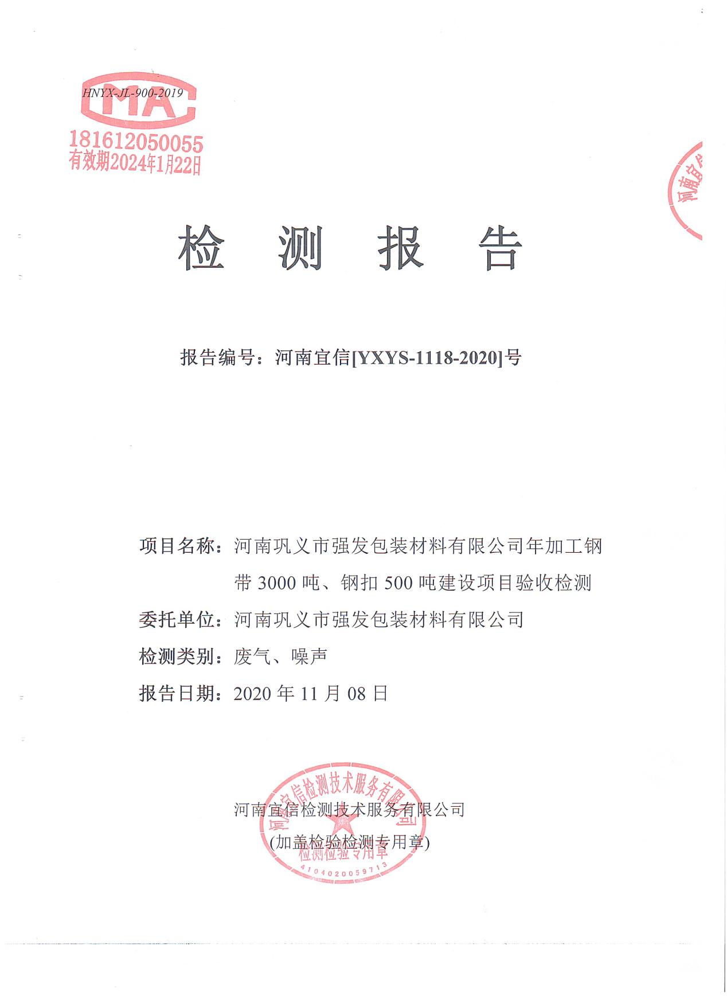 HNYX-JL-900-2019
MA
181612050055
有效期2024年1月22日
河南宜信
检测报告
报告编号：河南宜信[YXYS-1118-2020]号
项目名称：河南巩义市强发包装材料有限公司年加工钢
带 3000 吨、钢扣 500 吨建设项目验收检测
委托单位：河南巩义市强发包装材料有限公司
检测类别：废气、噪声
报告日期：2020 年 11 月 08 日
河南宜信检测技术服务有限公司
河南宜信检测技术服务有限公司
(加盖检验检测专用章)
检测检验专用章
4104020059713